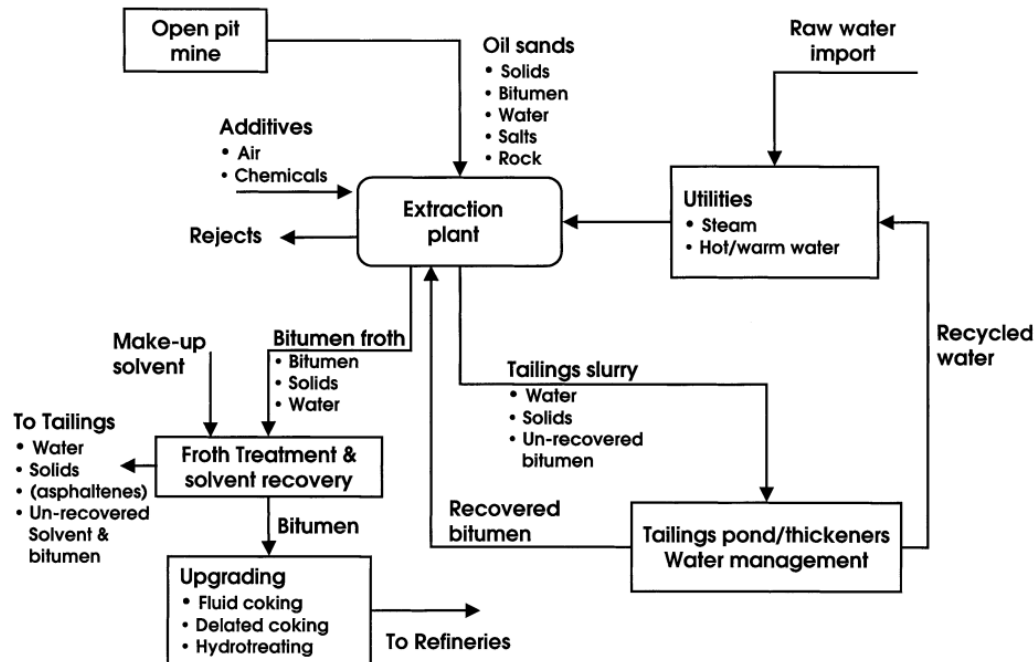 Open pit
mine
Oil sands
• Solids
• Bitumen
• Water
• Salts
• Rock
Raw water
import
Additives
• Air
• Chemicals
Extraction
plant
Utilities
• Steam
• Hot/warm water
Rejects
Make-up
solvent
Bitumen froth
• Bitumen
• Solids
• Water
Tailings slurry
• Water
• Solids
• Un-recovered
bitumen
Recycled
water
To Tailings
• Water
• Solids
• (asphaltenes)
• Un-recovered
Solvent &
bitumen
Froth Treatment &
solvent recovery
Bitumen
Recovered
bitumen
Tailings pond/thickeners
Water management
Upgrading
• Fluid coking
• Delated coking
• Hydrotreating
To Refineries